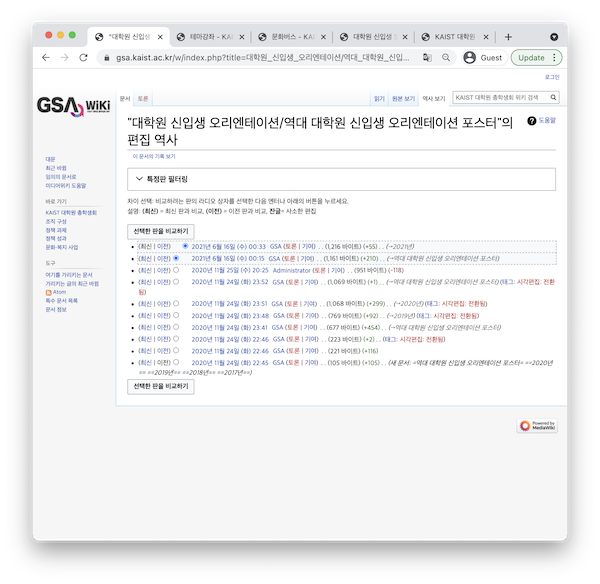 "대학원 신입생
테마강좌 - KAIS
문화버스 - KAIS
대학원 신입생
KAIST 대학원
gsa.kaist.ac.kr/w/index.php?title=대학원_신입생_오리엔테이션/역대_대학원_신입...
Guest
Update
로그인
GSA WiKi
문서 토론
읽기 원본 보기 역사 보기
KAIST 대학원 총학생회 위키 검색
"대학원 신입생 오리엔테이션/역대 대학원 신입생 오리엔테이션 포스터"의
편집 역사
도움말
이 문서의 기록 보기
대문
최근 바뀜
임의의 문서로
미디어위키 도움말
바로 가기
KAIST 대학원 총학생회
조직 구성
정책 과제
정책 성과
문화·복지 사업
도구
여기를 가리키는 문서
가리키는 글의 최근 바뀜
Atom
특수 문서 목록
문서 정보
특정판 필터링
차이 선택: 비교하려는 판의 라디오 상자를 선택한 다음 엔터나 아래의 버튼을 누르세요.
설명: (최신) = 최신 판과 비교, (이전) = 이전 판과 비교, 잔글= 사소한 편집
선택한 판을 비교하기
(최신 | 이전) 2021년 6월 16일 (수) 00:33 GSA (토론 | 기여) . . (1,216 바이트) (+55) . . (→2021년)
(최신 | 이전) 2021년 6월 16일 (수) 00:15 GSA (토론 | 기여) . . (1,161 바이트) (+210) . . (→역대 대학원 신입생 오리엔테이션 포스터)
(최신 | 이전) 2020년 11월 25일 (수) 20:25 Administrator (토론 | 기여) . . (951 바이트) (-118)
(최신 | 이전) 2020년 11월 24일 (화) 23:52 GSA (토론 | 기여) . . (1,069 바이트) (+1) . . (→역대 대학원 신입생 오리엔테이션 포스터) (태그: 시각편집: 전환
됨)
(최신 | 이전) 2020년 11월 24일 (화) 23:51 GSA (토론 | 기여) . . (1,068 바이트) (+299) . . (→2020년) (태그: 시각편집: 전환됨)
(최신 | 이전) 2020년 11월 24일 (화) 23:48 GSA (토론 | 기여) . . (769 바이트) (+92) . . (→2019년) (태그: 시각편집: 전환됨)
(최신 | 이전) 2020년 11월 24일 (화) 23:41 GSA (토론 | 기여) . . (677 바이트) (+454) . . (→역대 대학원 신입생 오리엔테이션 포스터)
(최신 | 이전) 2020년 11월 24일 (화) 22:46 GSA (토론 | 기여) . . (223 바이트) (+2) . . (태그: 시각편집: 전환됨)
(최신 | 이전) 2020년 11월 24일 (화) 22:46 GSA (토론 | 기여) . . (221 바이트) (+116)
(최신 | 이전) 2020년 11월 24일 (화) 22:45 GSA (토론 | 기여) . . (105 바이트) (+105) . . (새 문서: =역대 대학원 신입생 오리엔테이션 포스터= ==2020년
== ==2019년== ==2018년== ==2017년==)
선택한 판을 비교하기
Powered by
MediaWiki